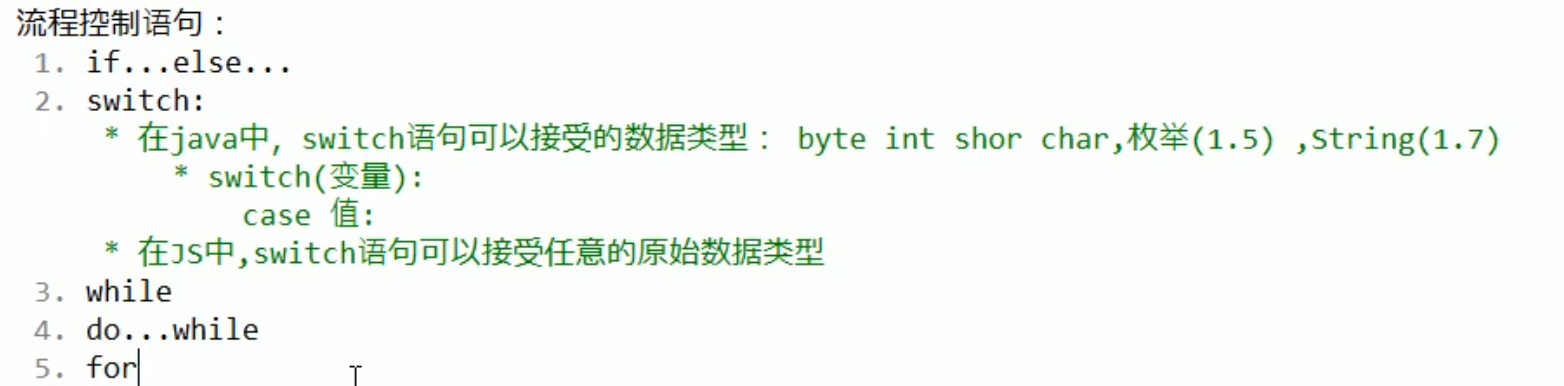 流程控制语句：
1. if...else...
2. switch:
* 在java中, switch语句可以接受的数据类型： byte int shor char,枚举(1.5) ,String(1.7)
* switch(变量):
case 值:
* 在JS中,switch语句可以接受任意的原始数据类型
3. while
4. do...while
5. for